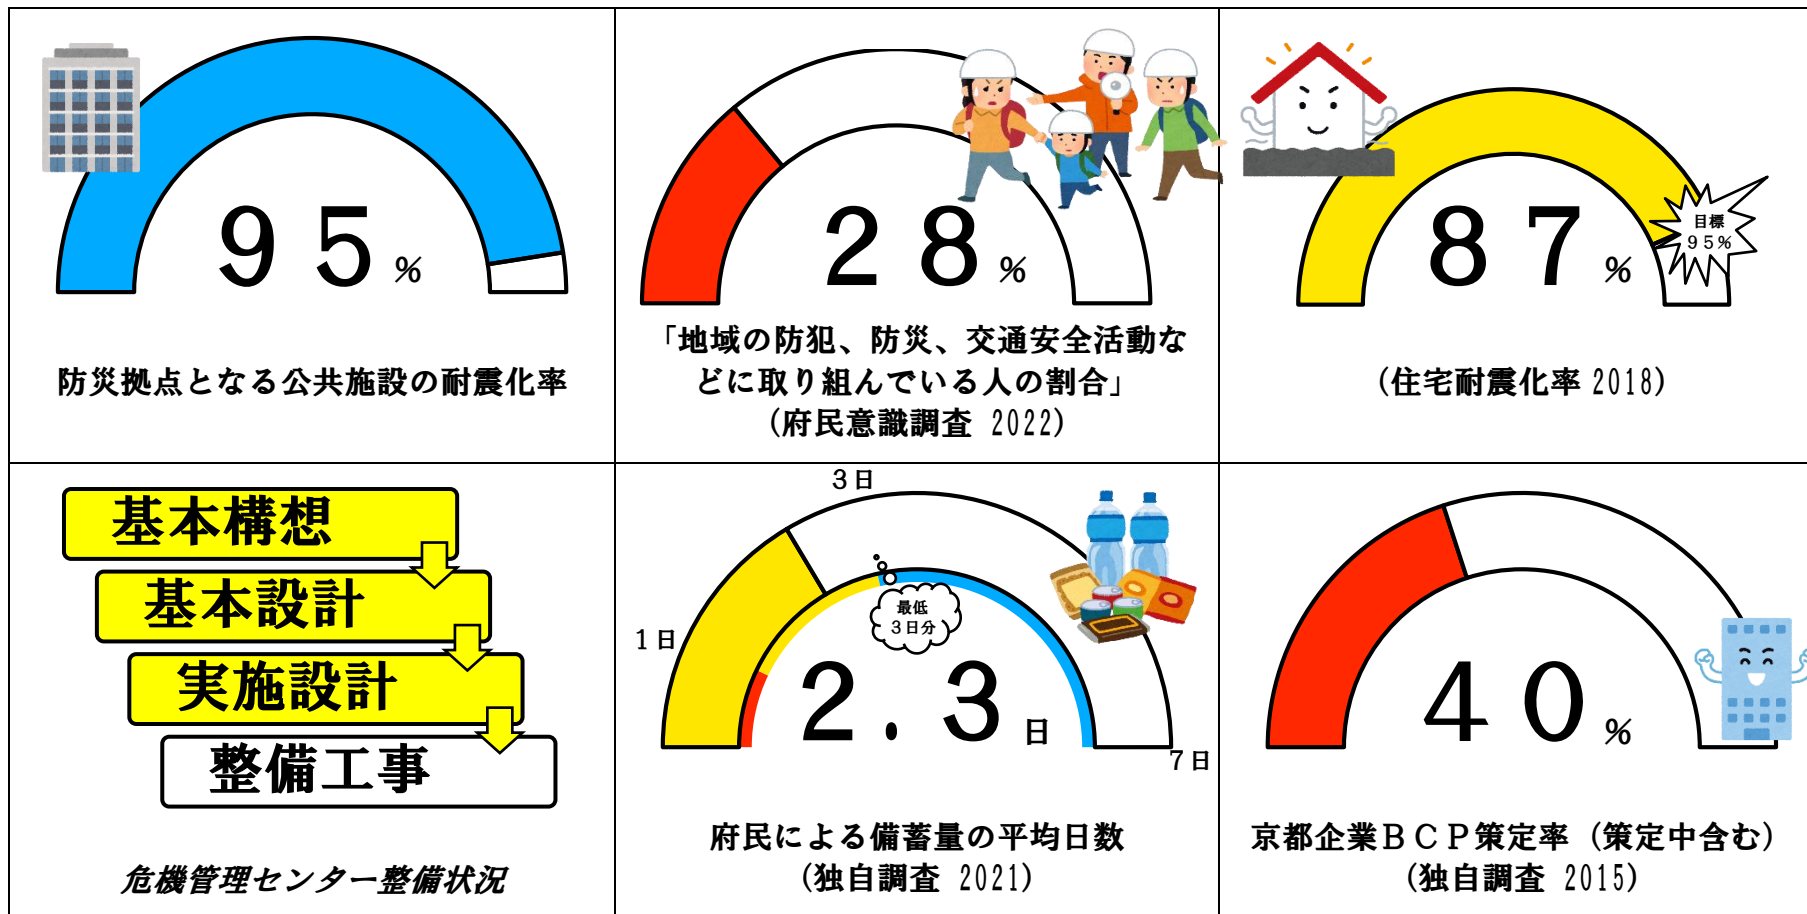 95%
防災拠点となる公共施設の耐震化率
28%
「地域の防犯、防災、交通安全活動な
どに取り組んでいる人の割合」
(府民意識調査 2022)
目標
95%
87%
(住宅耐震化率 2018)
基本構想
基本設計
実施設計
整備工事
危機管理センター整備状況
3日
最低
3日分
1日
2.3日
7日
府民による備蓄量の平均日数
(独自調査 2021)
40%
京都企業BCP策定率(策定中含む)
(独自調査 2015)